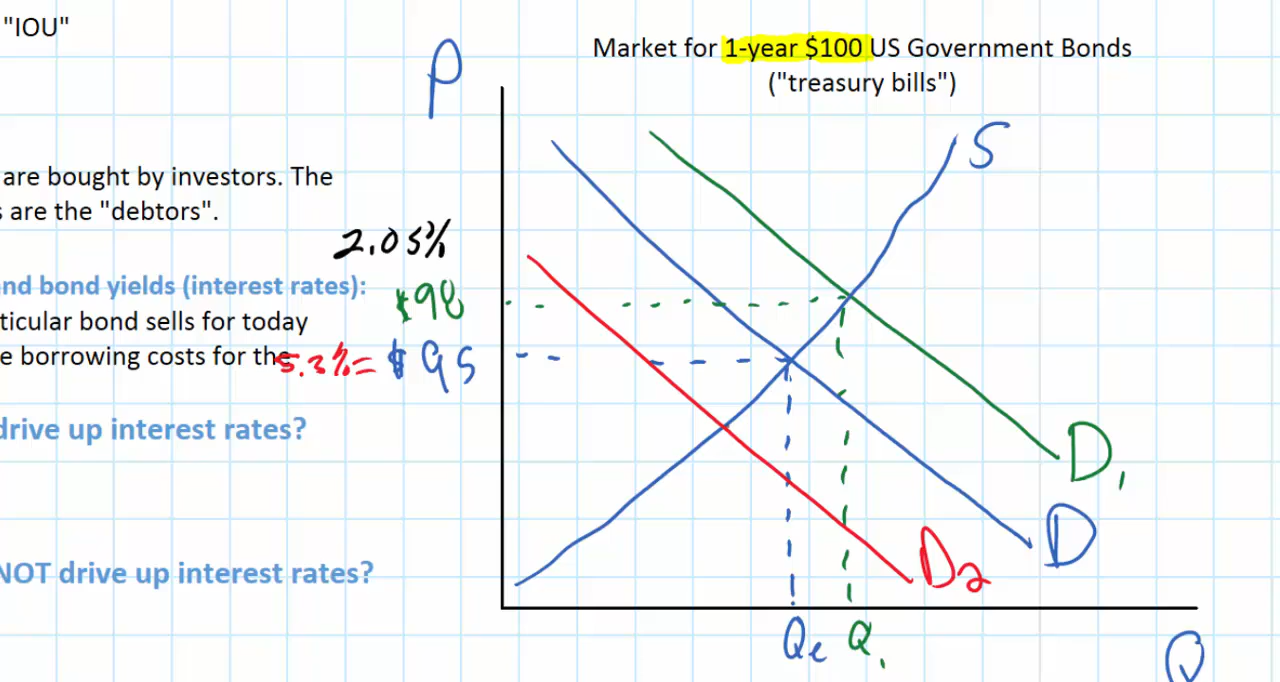 "IOU"
Market for 1-year $100 US Government Bonds
("treasury bills")
P
S
are bought by investors. The
s are the "debtors".
2.05%
nd bond yields (interest rates):
$98
ticular bond sells for today
e borrowing costs for the
5.3% = $95
drive up interest rates?
D1
D
NOT drive up interest rates?
D2
Qe Q1
Q